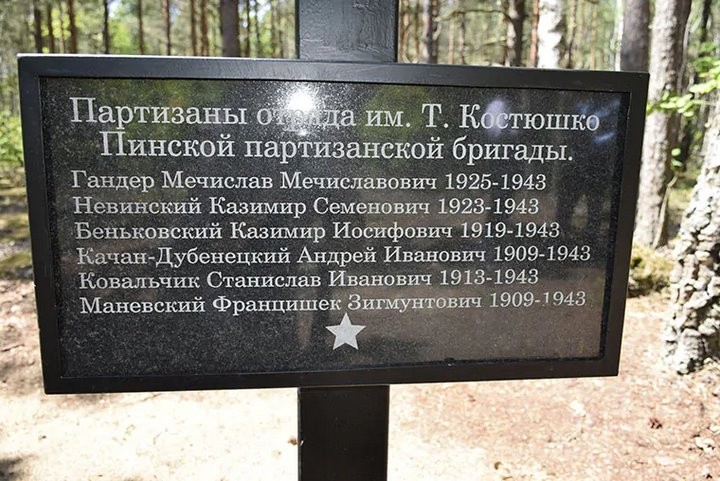 Партизаны отряда им. Т. Костюшко
Пинской партизанской бригады.
Гандер Мечислав Мечиславович 1925-1943
Невинский Казимир Семенович 1923-1943
Беньковский Казимир Иосифович 1919-1943
Качан-Дубенецкий Андрей Иванович 1909-1943
Ковальчик Станислав Иванович 1913-1943
Маневский Францишек Зигмунтович 1909-1943